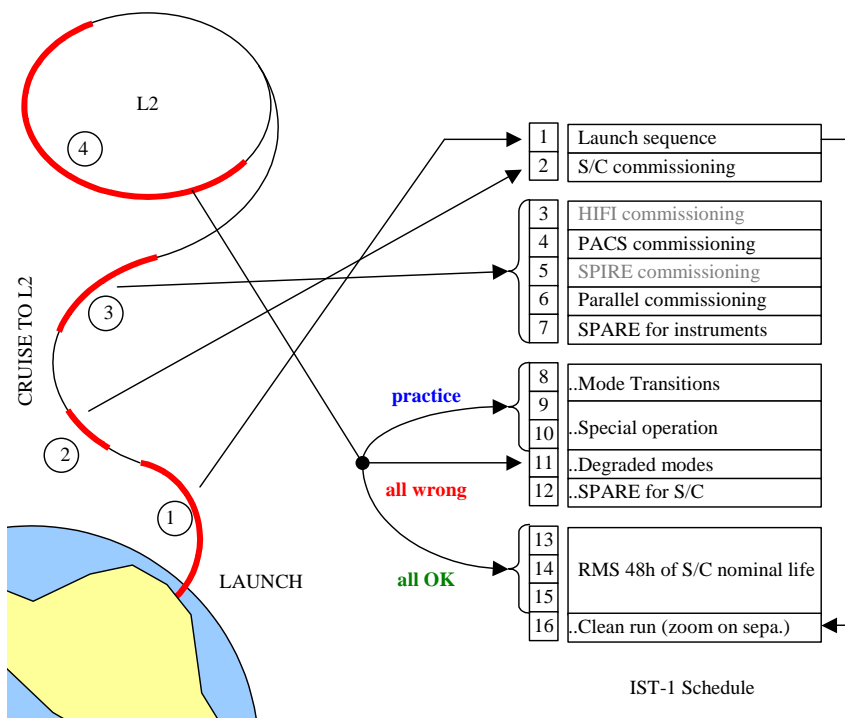 L2
4
3
CRUISE TO L2
2
1
LAUNCH
practice
all wrong
all OK
1 Launch sequence
2 S/C commissioning
3 HIFI commissioning
4 PACS commissioning
5 SPIRE commissioning
6 Parallel commissioning
7 SPARE for instruments
8 ..Mode Transitions
9
10 ..Special operation
11 ..Degraded modes
12 ..SPARE for S/C
13
14 RMS 48h of S/C nominal life
15
16 ..Clean run (zoom on sepa.)
IST-1 Schedule